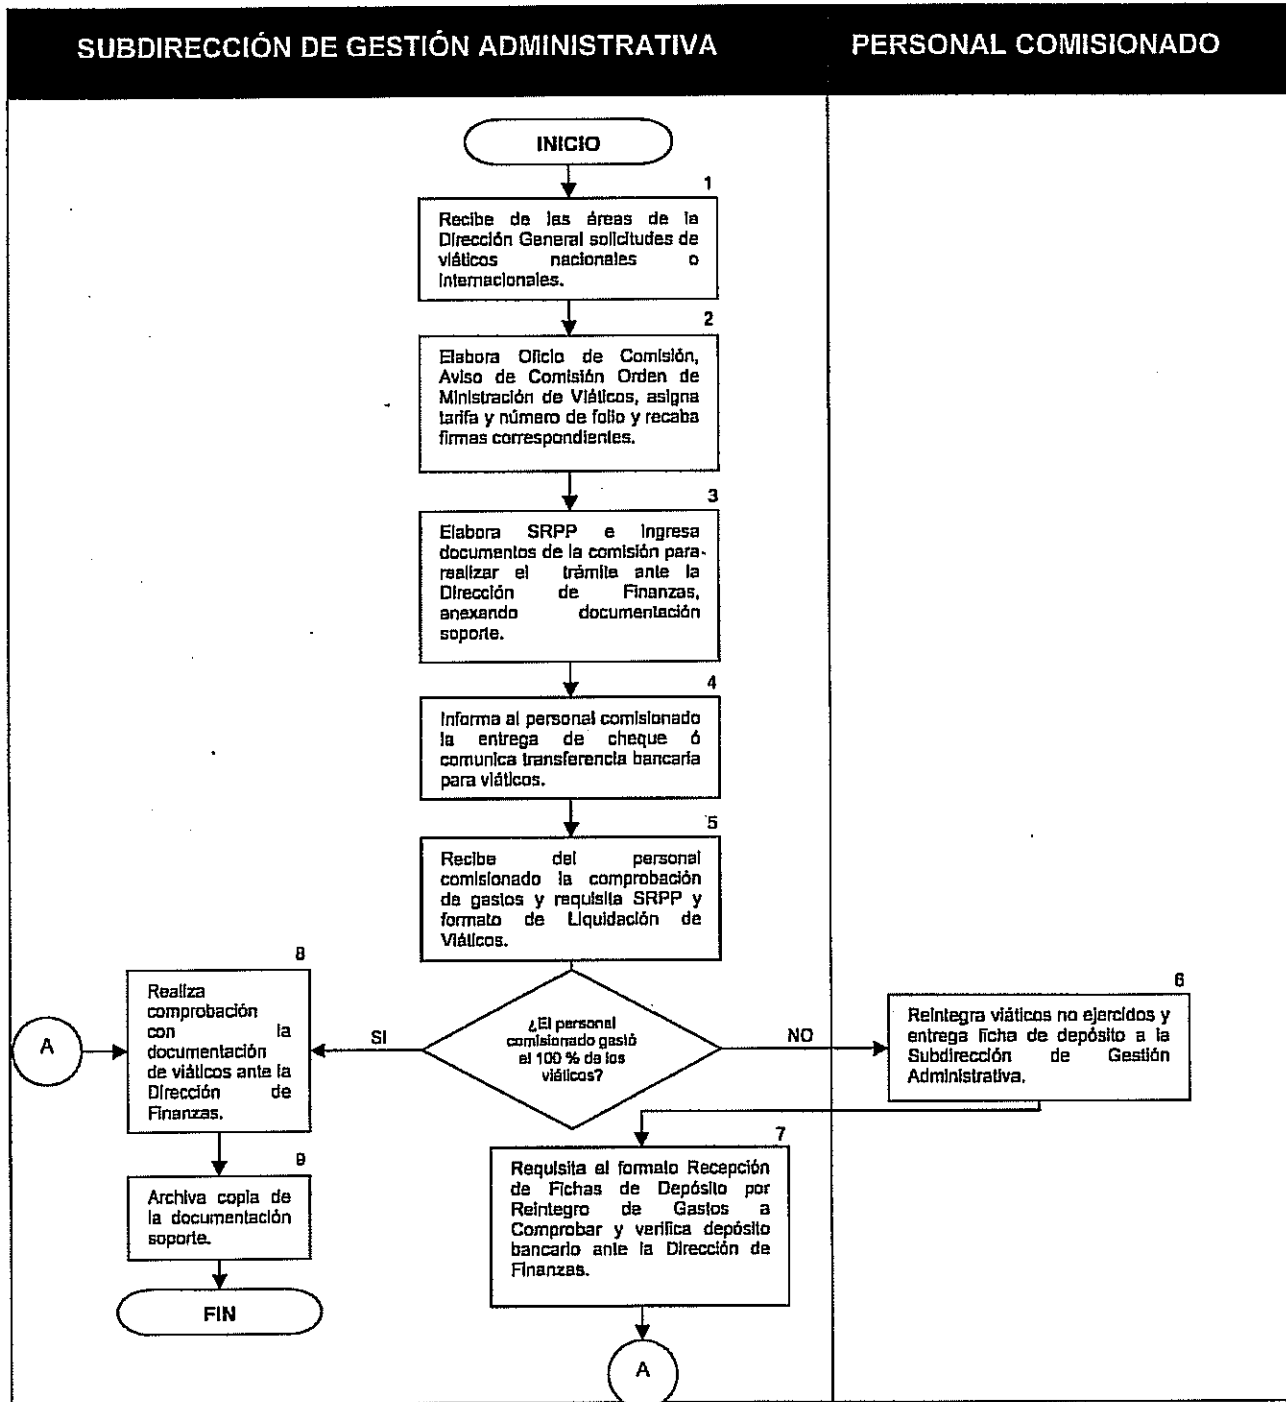 SUBDIRECCIÓN DE GESTIÓN ADMINISTRATIVA
PERSONAL COMISIONADO
INICIO
1
Recibe de las áreas de la
Dirección General solicitudes de
viáticos nacionales o
internacionales.
2
Elabora Oficio de Comisión,
Aviso de Comisión Orden de
Ministración de Viáticos, asigna
tarifa y número de folio y recaba
firmas correspondientes.
3
Elabora SRPP e ingresa
documentos de la comisión para
realizar el trámite ante la
Dirección de Finanzas,
anexando documentación
soporte.
4
Informa al personal comisionado
la entrega de cheque ó
comunica transferencia bancaria
para viáticos.
5
Recibe del personal
comisionado la comprobación
de gastos y requisita SRPP y
formato de Liquidación de
Viáticos.
¿El personal
comisionado gastó
el 100 % de los
viáticos?
SI
NO
6
Reintegra viáticos no ejercidos y
entrega ficha de depósito a la
Subdirección de Gestión
Administrativa.
7
Requisita el formato Recepción
de Fichas de Depósito por
Reintegro de Gastos a
Comprobar y verifica depósito
bancario ante la Dirección de
Finanzas.
A
A
8
Realiza
comprobación
con la
documentación
de viáticos ante la
Dirección de
Finanzas.
9
Archiva copia de
la documentación
soporte.
FIN